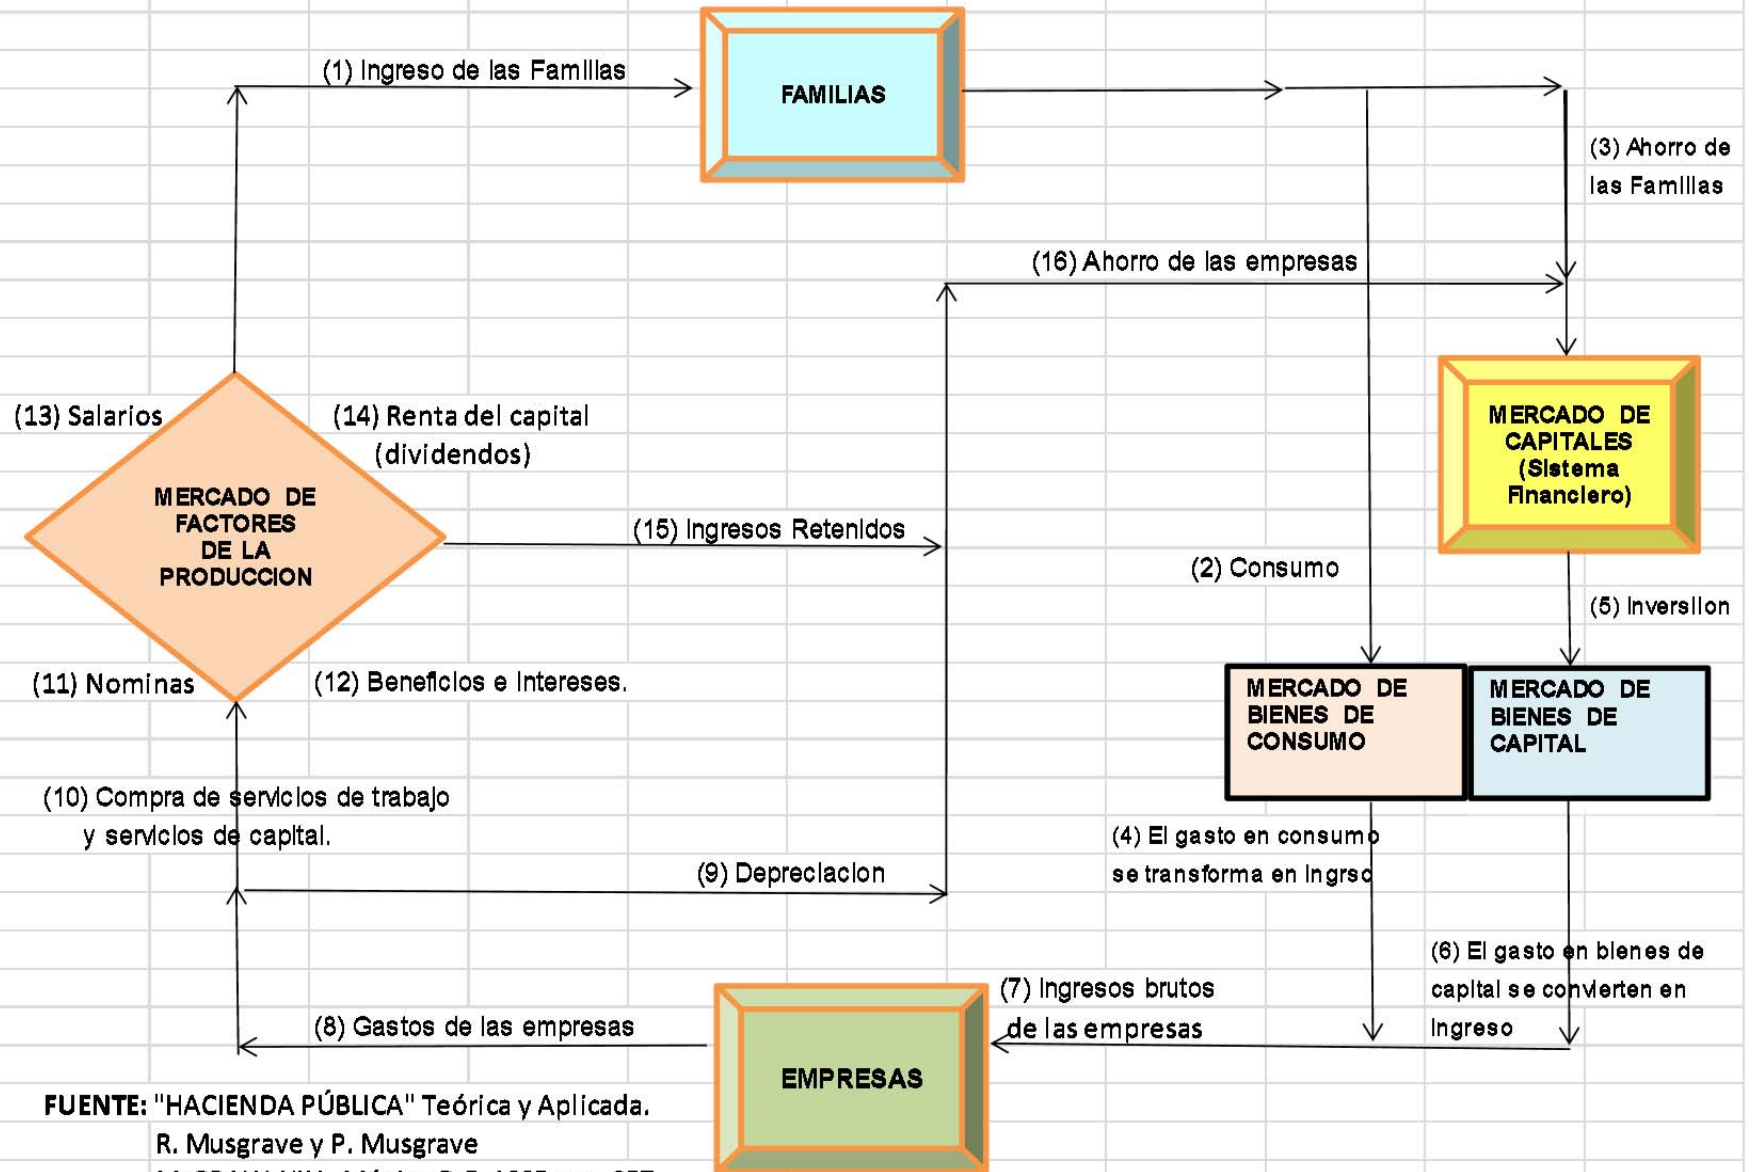 (1) Ingreso de las Familias
FAMILIAS
(3) Ahorro de
las Familias
(16) Ahorro de las empresas
(13) Salarios
(14) Renta del capital
(dividendos)
MERCADO DE
CAPITALES
(Sistema
Financiero)
MERCADO DE
FACTORES
DE LA
PRODUCCION
(15) Ingresos Retenidos
(2) Consumo
(5) Inversiion
(11) Nominas
(12) Beneficios e Intereses.
MERCADO DE
BIENES DE
CONSUMO
MERCADO DE
BIENES DE
CAPITAL
(10) Compra de servicios de trabajo
y servicios de capital.
(4) El gasto en consumo
se transforma en Ingrso
(9) Depreciacion
(6) El gasto en bienes de
capital se convierten en
Ingreso
(7) Ingresos brutos
de las empresas
(8) Gastos de las empresas
EMPRESAS
FUENTE: "HACIENDA PÚBLICA" Teórica y Aplicada.
R. Musgrave y P. Musgrave